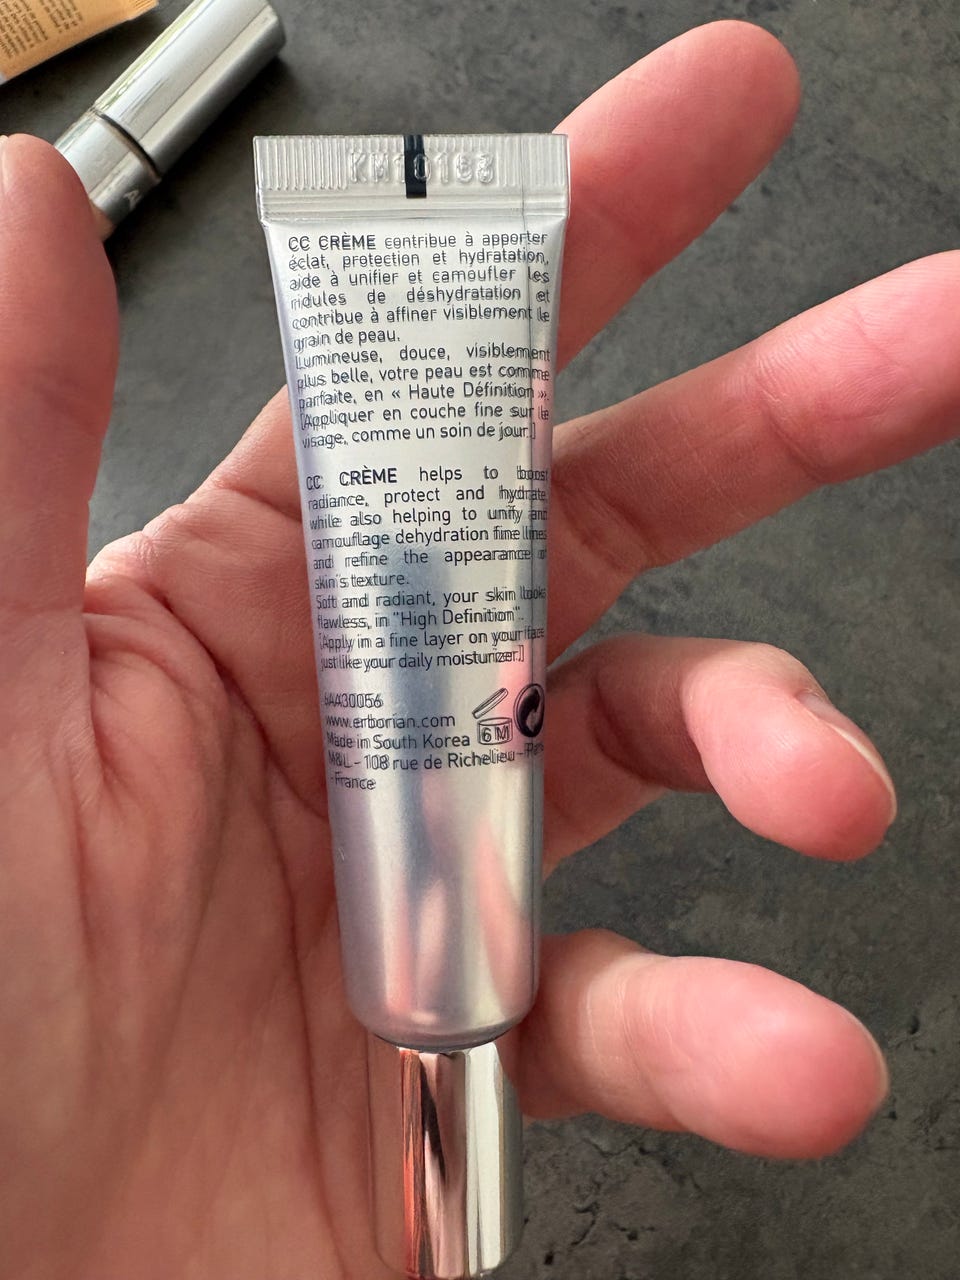 KM10163
CC CRÈME contribue à apporter
éclat, protection et hydratation,
aide à unifier et camoufler les
ridules de déshydratation et
contribue à affiner visiblement le
grain de peau.
Lumineuse, douce, visiblement
plus belle, votre peau est comme
parfaite, en « Haute Définition ».
[Appliquer en couche fine sur le
visage, comme un soin de jour.]
CC CRÈME helps to boost
radiance, protect and hydrate,
while also helping to unify and
camouflage dehydration fine lines
and refine the appearance of
skin's texture.
Soft and radiant, your skin looks
flawless, in "High Definition".
[Apply in a fine layer on your face
just like your daily moisturizer.]
6AA30056
www.erborian.com
Made in South Korea
6M
M&L - 108 rue de Richelieu - Paris
- France